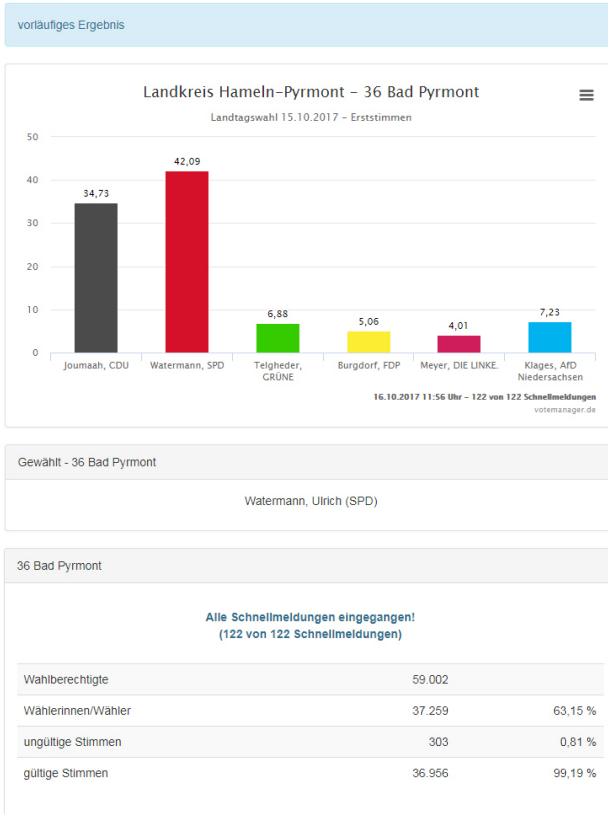 vorläufiges Ergebnis
Landkreis Hameln-Pyrmont – 36 Bad Pyrmont
Landtagswahl 15.10.2017 – Erststimmen
50
40
30
20
10
0
34,73
42,09
6,88
5,06
4,01
7,23
Joumaah, CDU
Watermann, SPD
Telgheder,
GRÜNE
Burgdorf, FDP
Meyer, DIE LINKE.
Klages, AfD
Niedersachsen
16.10.2017 11:56 Uhr – 122 von 122 Schnellmeldungen
votemanager.de
Gewählt - 36 Bad Pyrmont
Watermann, Ulrich (SPD)
36 Bad Pyrmont
Alle Schnellmeldungen eingegangen!
(122 von 122 Schnellmeldungen)
Wahlberechtigte 59.002
Wählerinnen/Wähler 37.259 63,15 %
ungültige Stimmen 303 0,81 %
gültige Stimmen 36.956 99,19 %